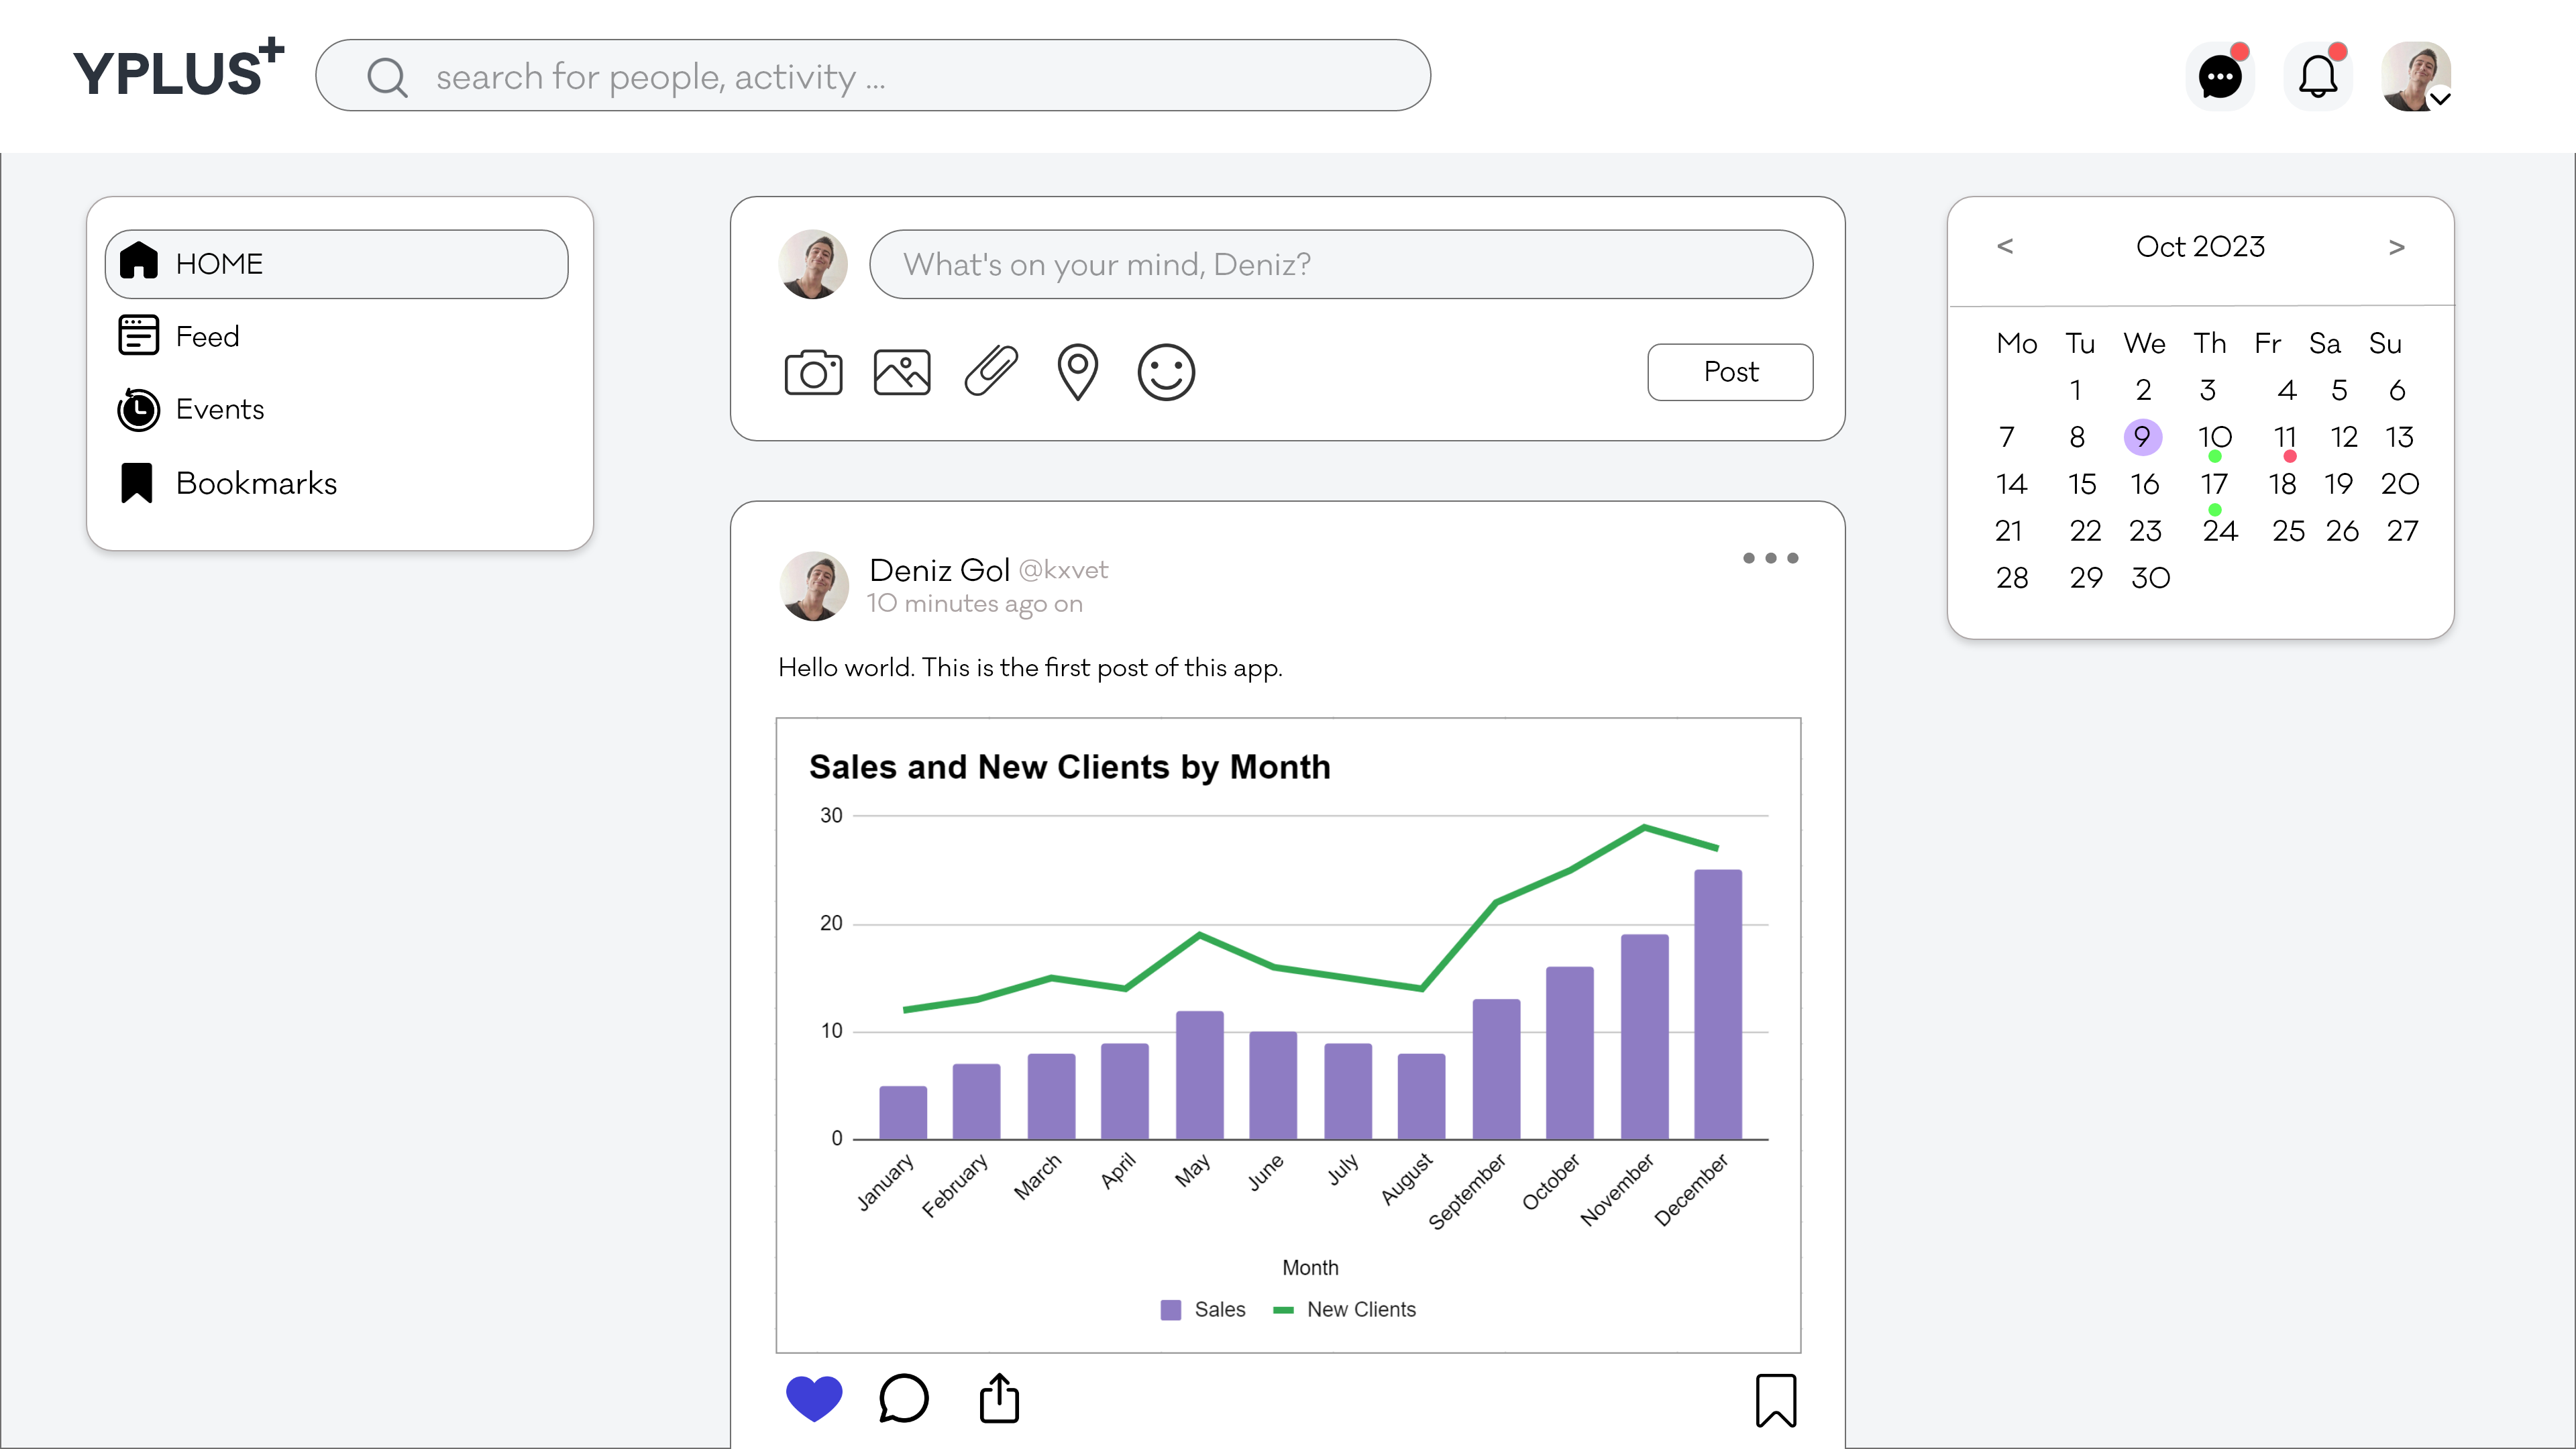 YPLUS+
search for people, activity ...
HOME
Feed
Events
Bookmarks
What's on your mind, Deniz?
Post
Deniz Gol @kxvet
10 minutes ago on
Hello world. This is the first post of this app.
Sales and New Clients by Month
30
20
10
0
January February March April May June July August September October November December
Month
Sales New Clients
< Oct 2023 >
Mo Tu We Th Fr Sa Su
1 2 3 4 5 6
7 8 9 10 11 12 13
14 15 16 17 18 19 20
21 22 23 24 25 26 27
28 29 30